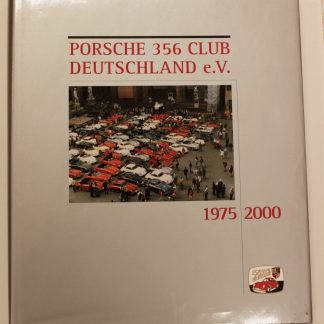 PORSCHE 356 CLUB
DEUTSCHLAND e.V.
1975 2000